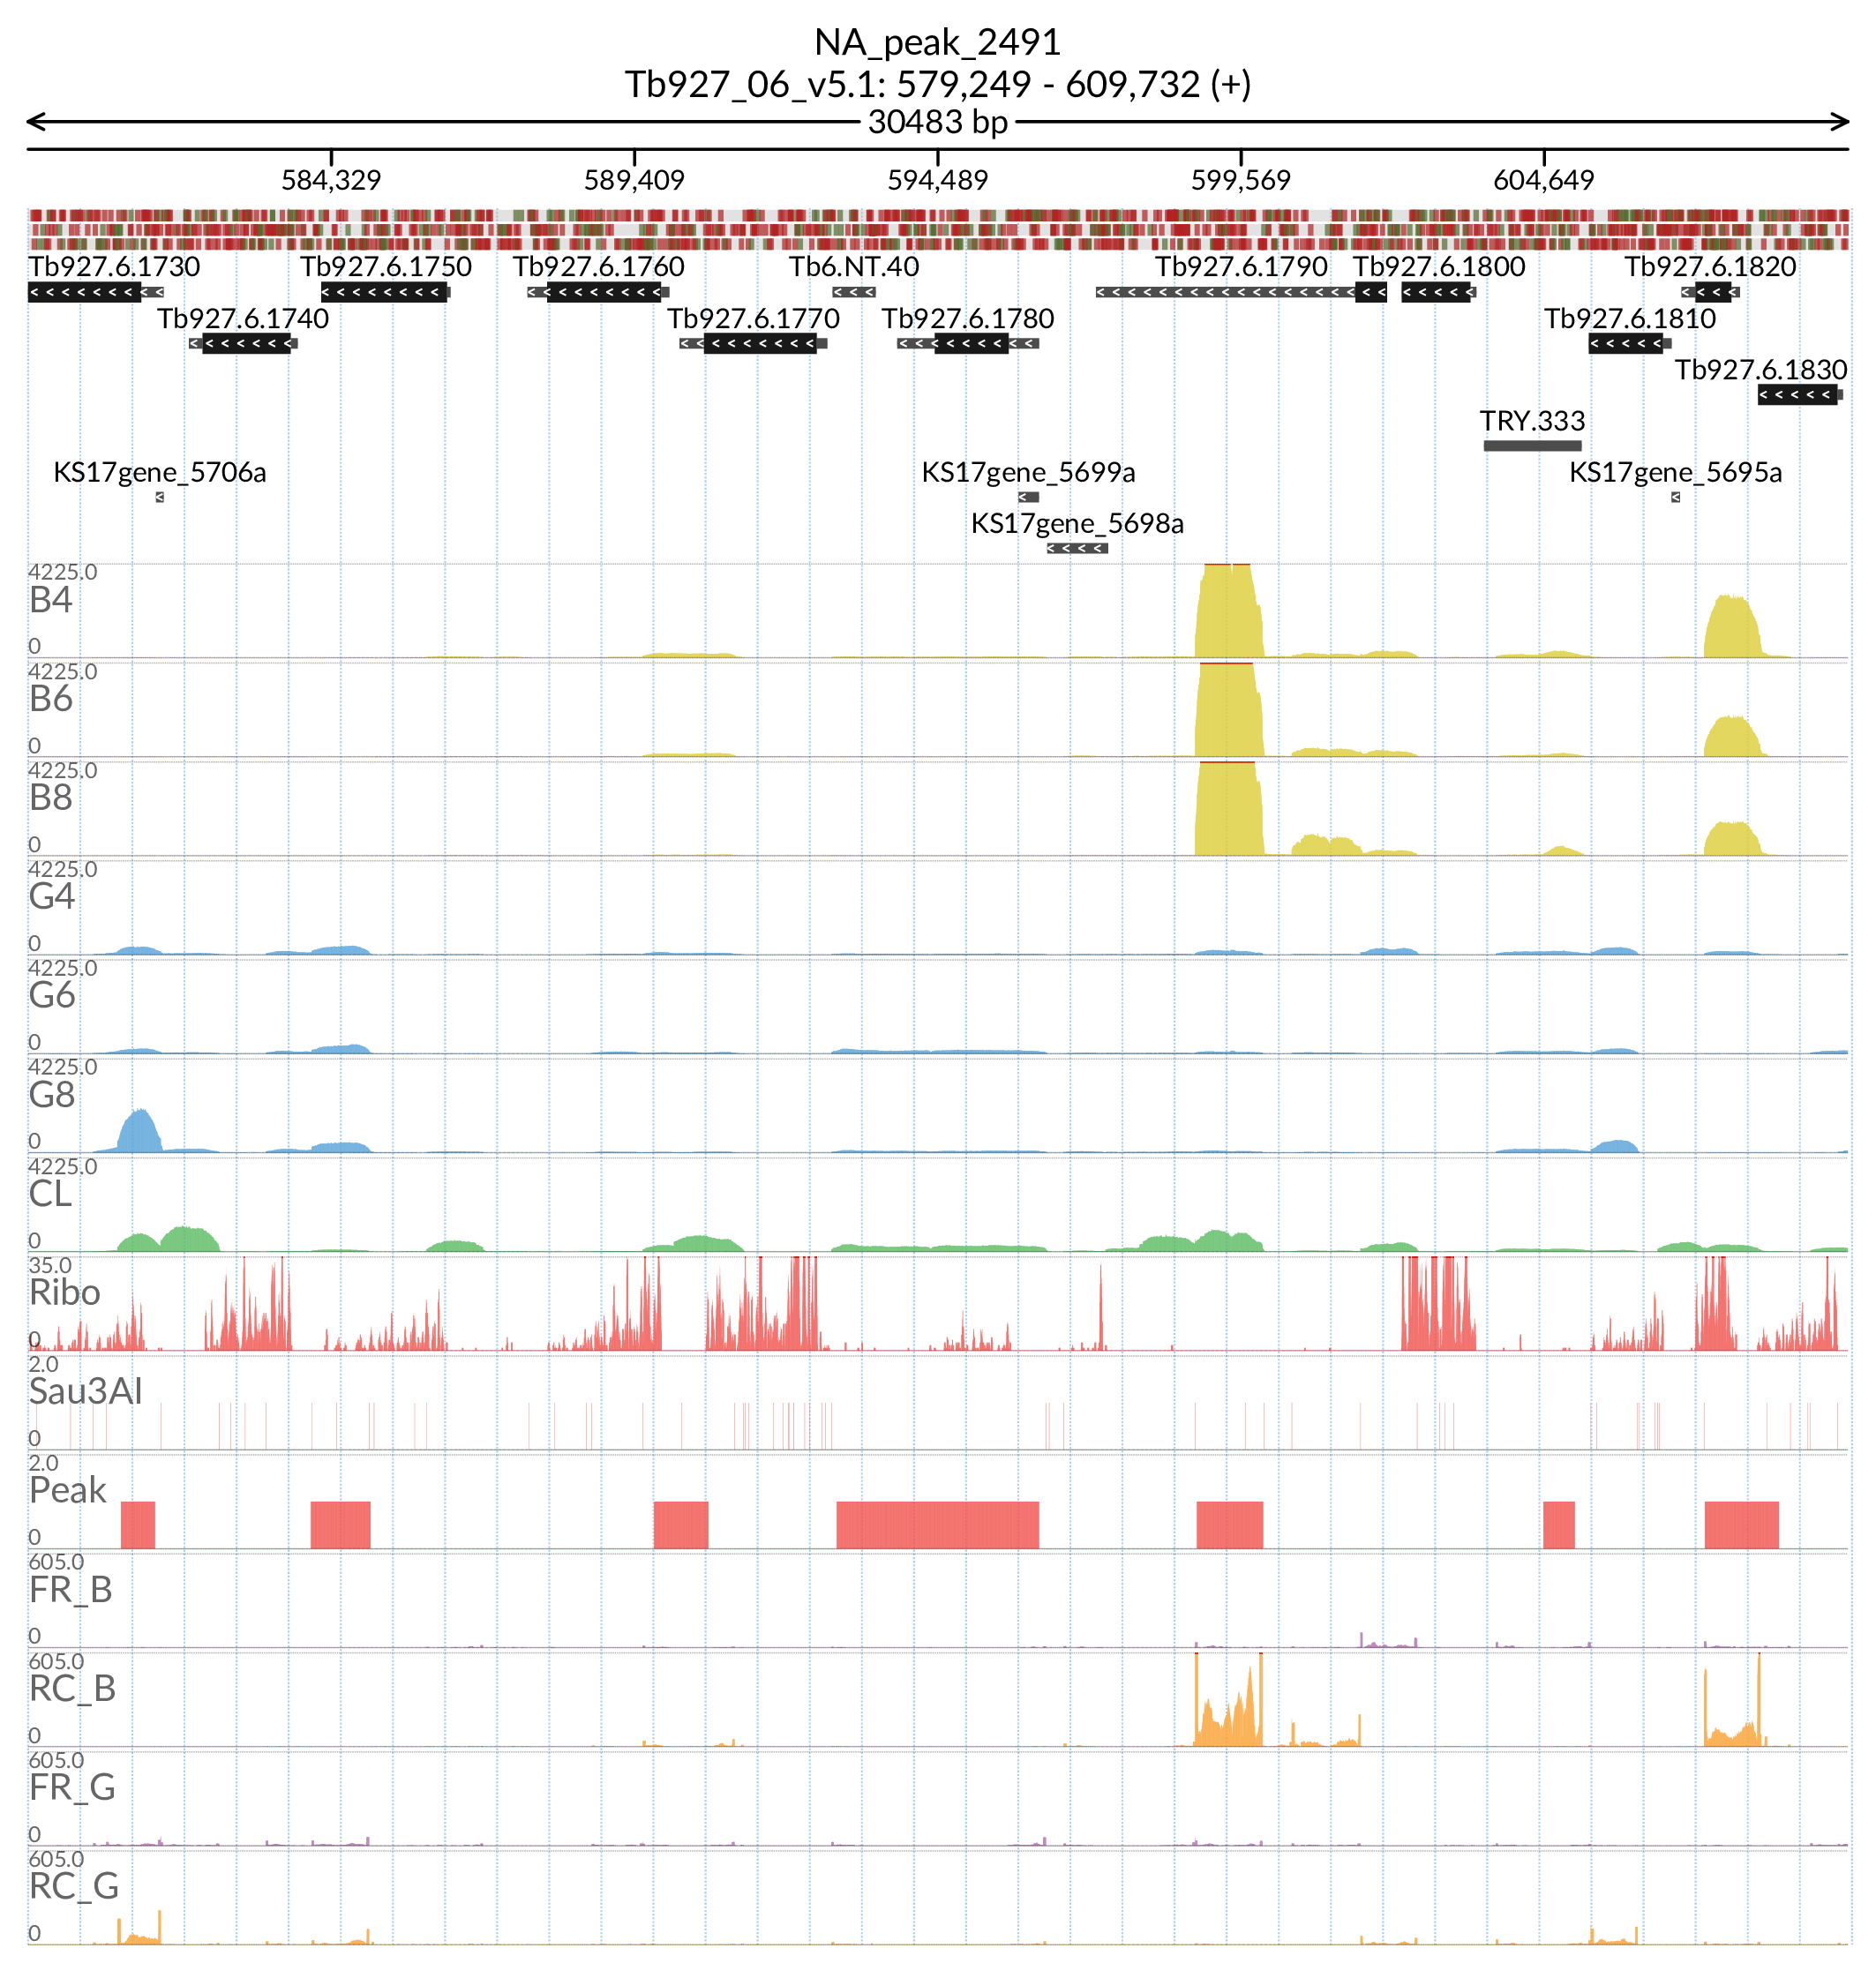 NA_peak_2491
Tb927_06_v5.1: 579,249 - 609,732 (+)
30483 bp
584,329 589,409 594,489 599,569 604,649
Tb927.6.1730 Tb927.6.1750 Tb927.6.1760 Tb6.NT.40 Tb927.6.1790 Tb927.6.1800 Tb927.6.1820
Tb927.6.1740 Tb927.6.1770 Tb927.6.1780 Tb927.6.1810
Tb927.6.1830
TRY.333
KS17gene_5706a KS17gene_5699a KS17gene_5695a
KS17gene_5698a
4225.0
B4
0
4225.0
B6
0
4225.0
B8
0
4225.0
G4
0
4225.0
G6
0
4225.0
G8
0
4225.0
CL
0
35.0
Ribo
0
2.0
Sau3AI
0
2.0
Peak
0
605.0
FR_B
0
605.0
RC_B
0
605.0
FR_G
0
605.0
RC_G
0